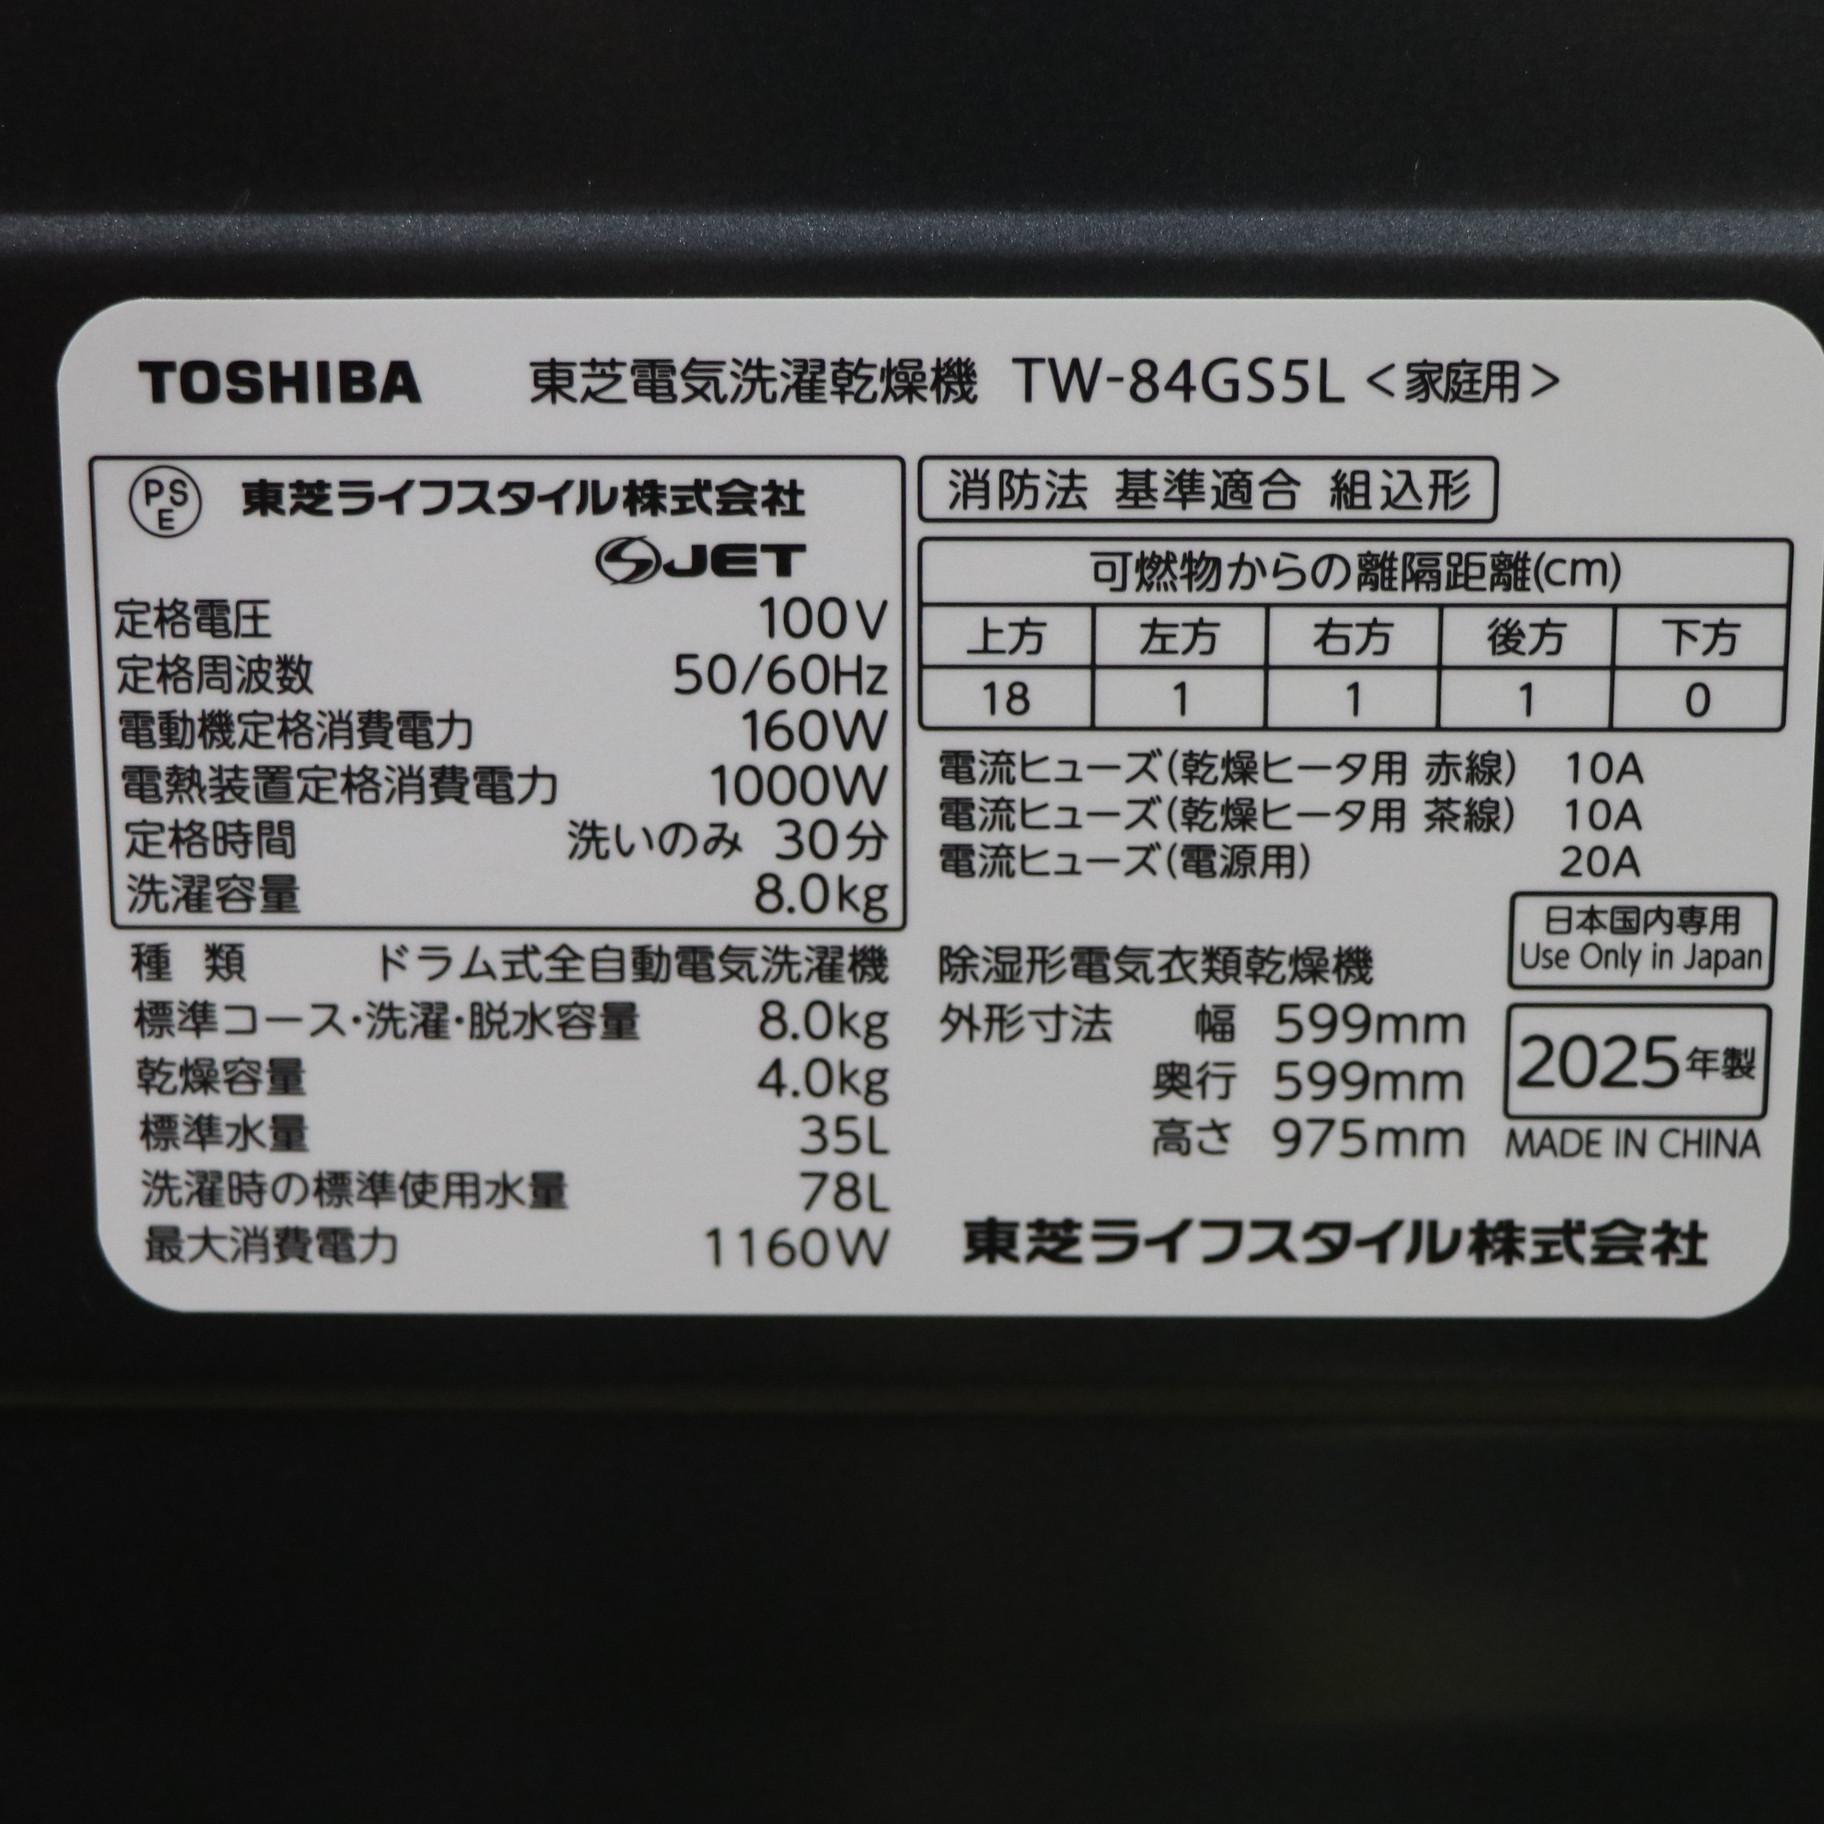 TOSHIBA 東芝電気洗濯乾燥機 TW-84GS5L <家庭用>
PSE 東芝ライフスタイル株式会社
JET
定格電圧 100V
定格周波数 50/60Hz
電動機定格消費電力 160W
電熱装置定格消費電力 1000W
定格時間 洗いのみ 30分
洗濯容量 8.0kg
種類 ドラム式全自動電気洗濯機
標準コース・洗濯・脱水容量 8.0kg
乾燥容量 4.0kg
標準水量 35L
洗濯時の標準使用水量 78L
最大消費電力 1160W
消防法 基準適合 組込形
可燃物からの離隔距離(cm)
上方 左方 右方 後方 下方
18 1 1 1 0
電流ヒューズ(乾燥ヒータ用 赤線) 10A
電流ヒューズ(乾燥ヒータ用 茶線) 10A
電流ヒューズ(電源用) 20A
除湿形電気衣類乾燥機
外形寸法 幅 599mm
奥行 599mm
高さ 975mm
日本国内専用
Use Only in Japan
2025年製
MADE IN CHINA
東芝ライフスタイル株式会社